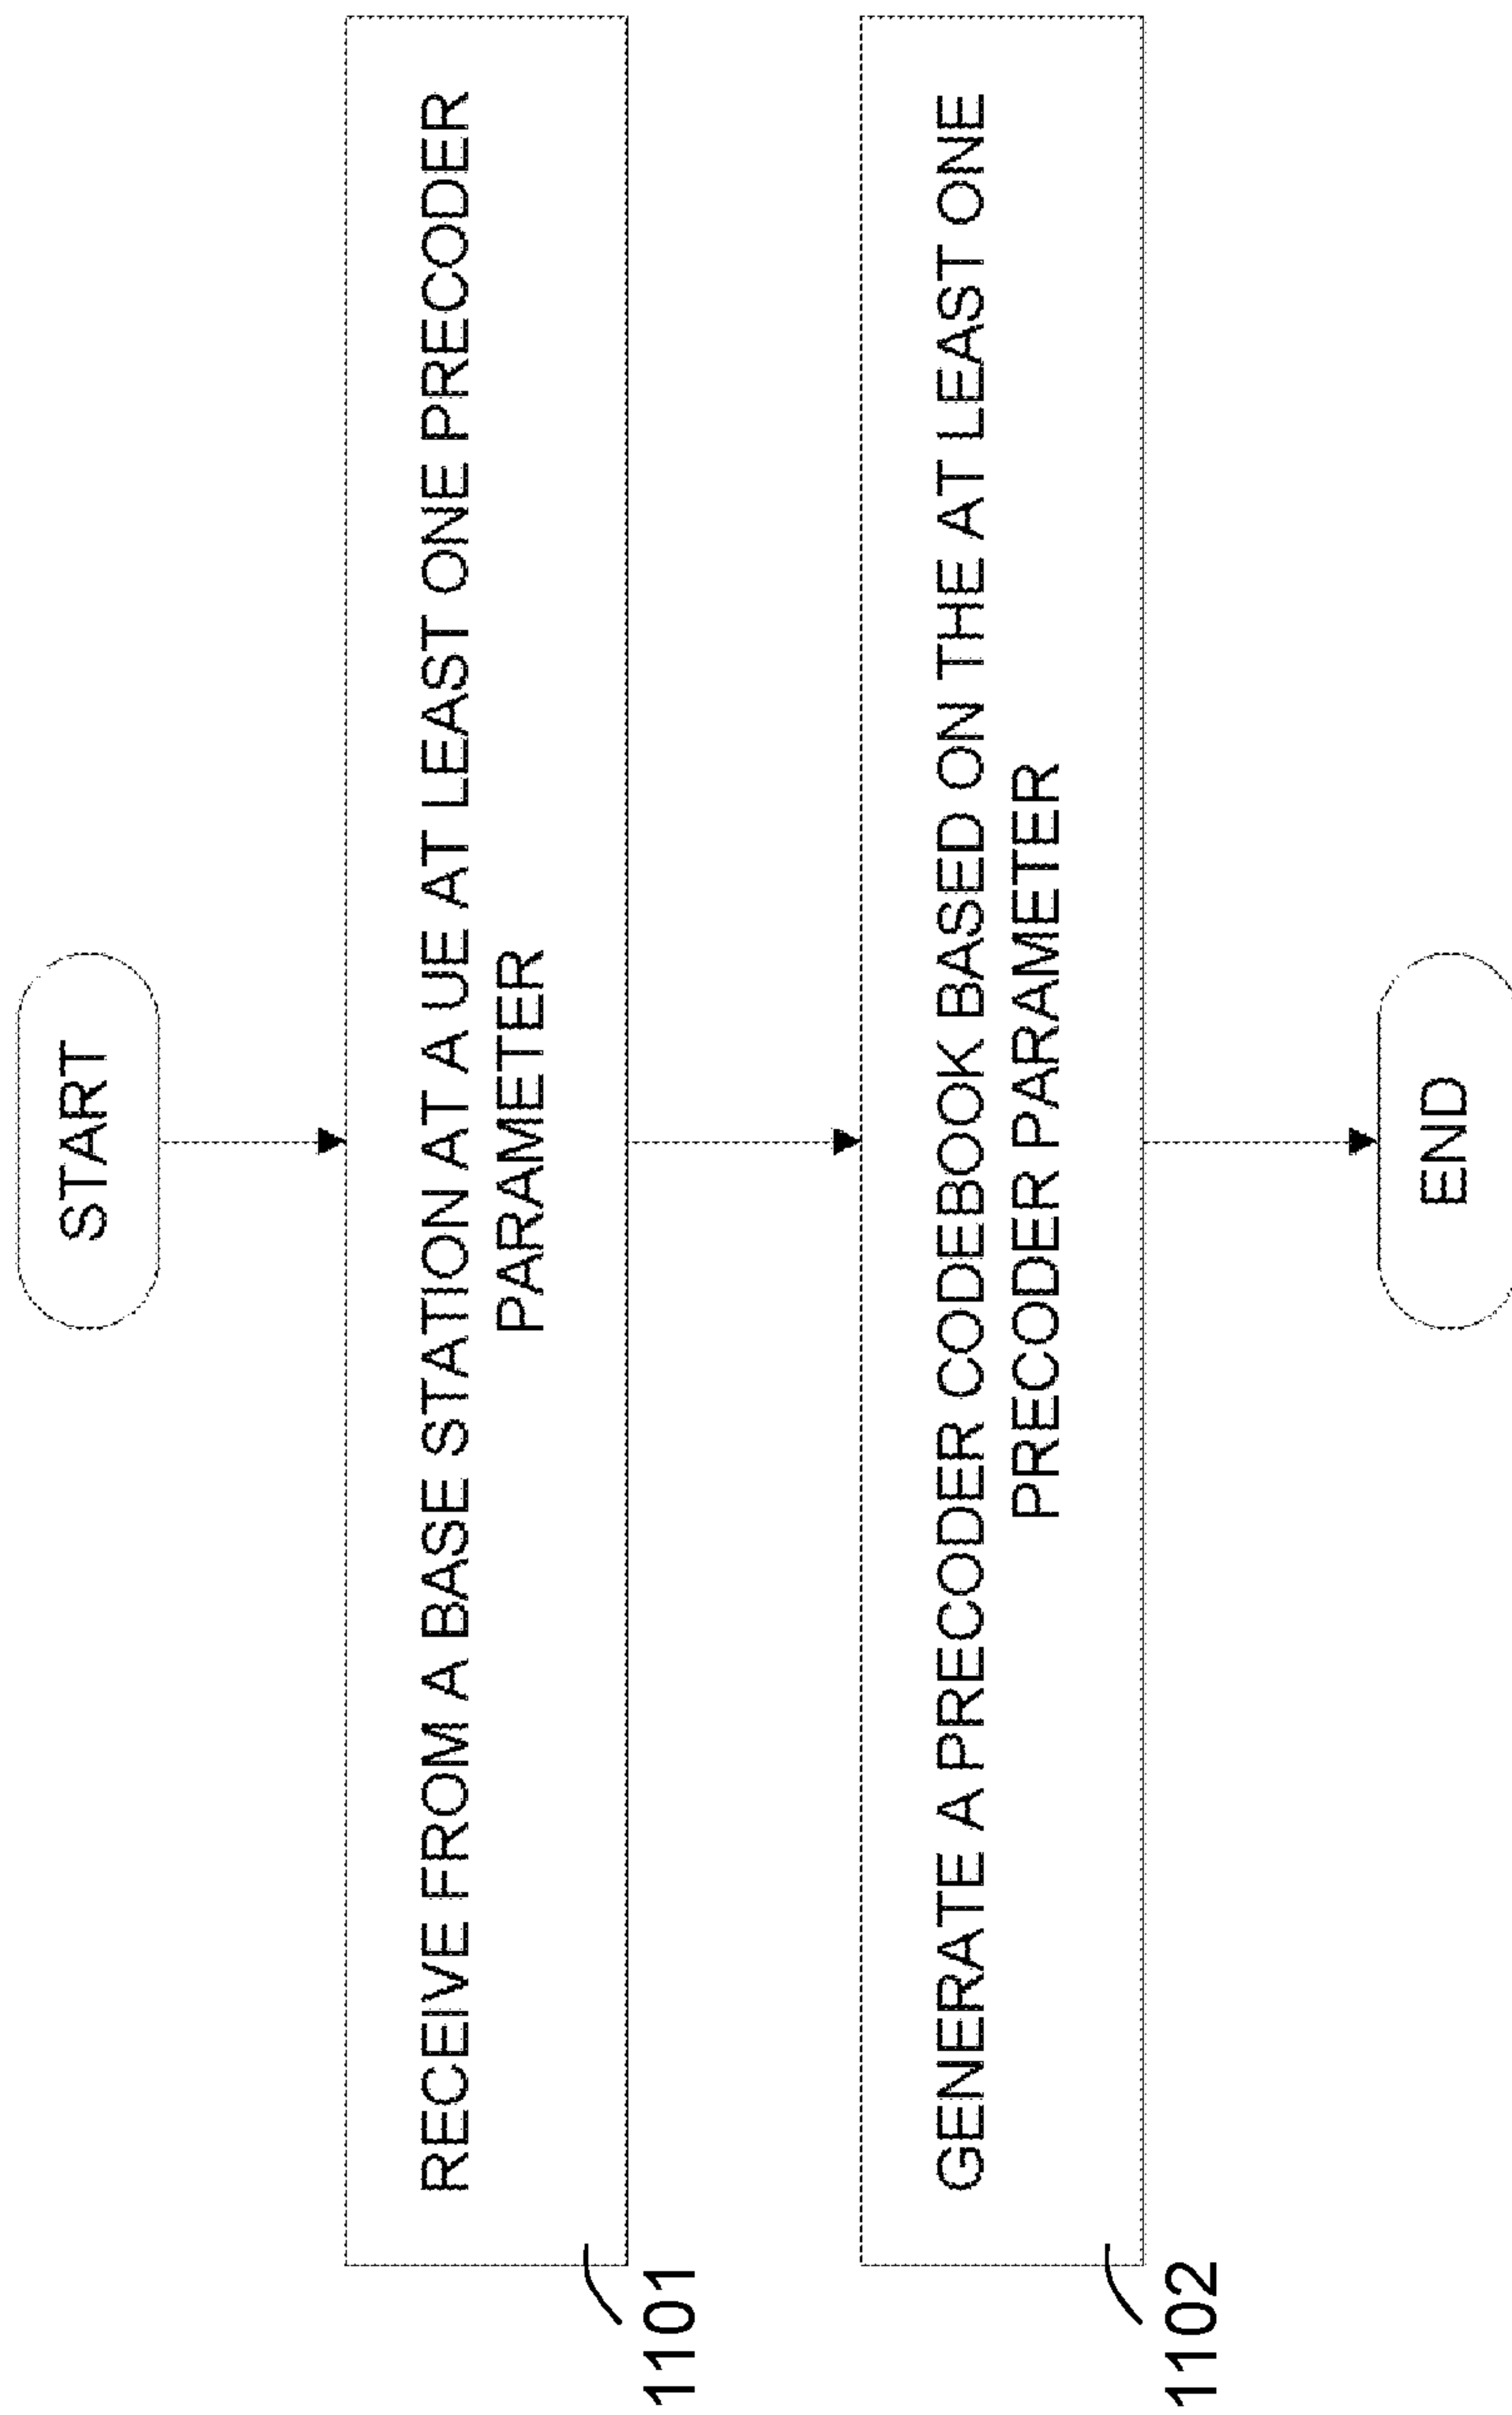 START
RECEIVE FROM A BASE STATION AT A UE AT LEAST ONE PRECODER
PARAMETER
1101
GENERATE A PRECODER CODEBOOK BASED ON THE AT LEAST ONE
PRECODER PARAMETER
1102
END